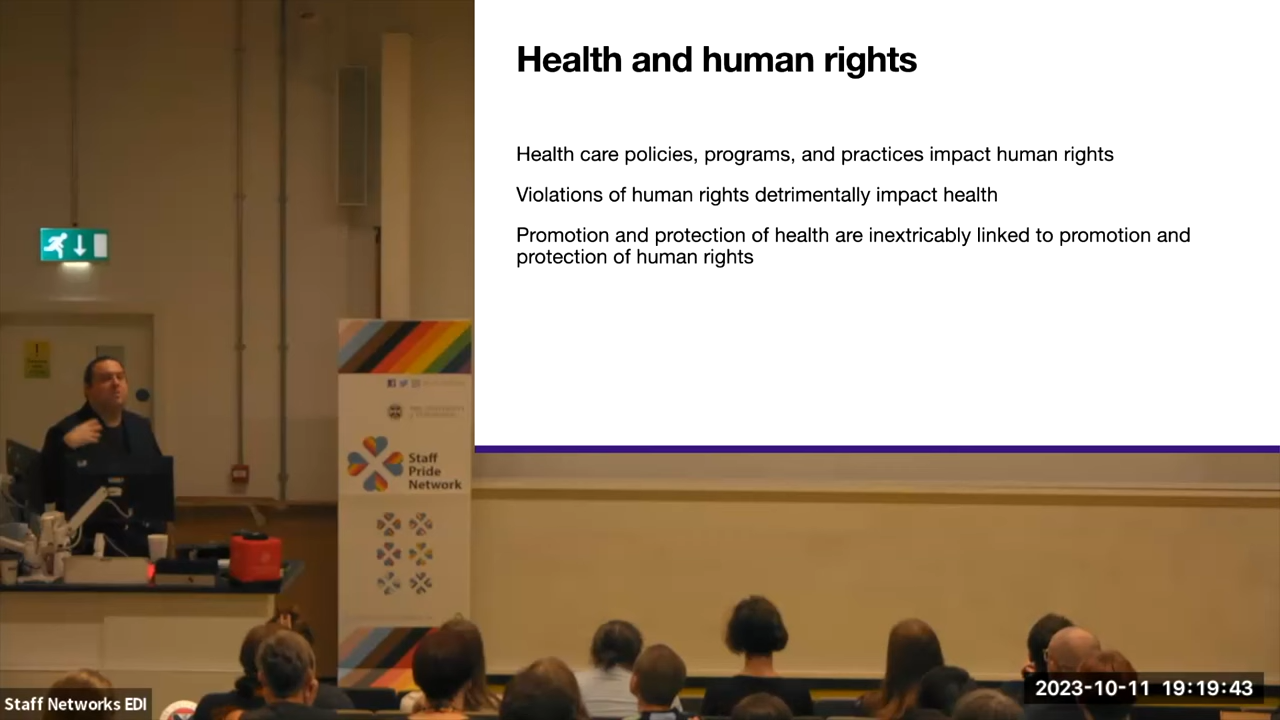 Health and human rights
Health care policies, programs, and practices impact human rights
Violations of human rights detrimentally impact health
Promotion and protection of health are inextricably linked to promotion and
protection of human rights
Staff
Pride
Network
Staff Networks EDI
2023-10-11 19:19:43